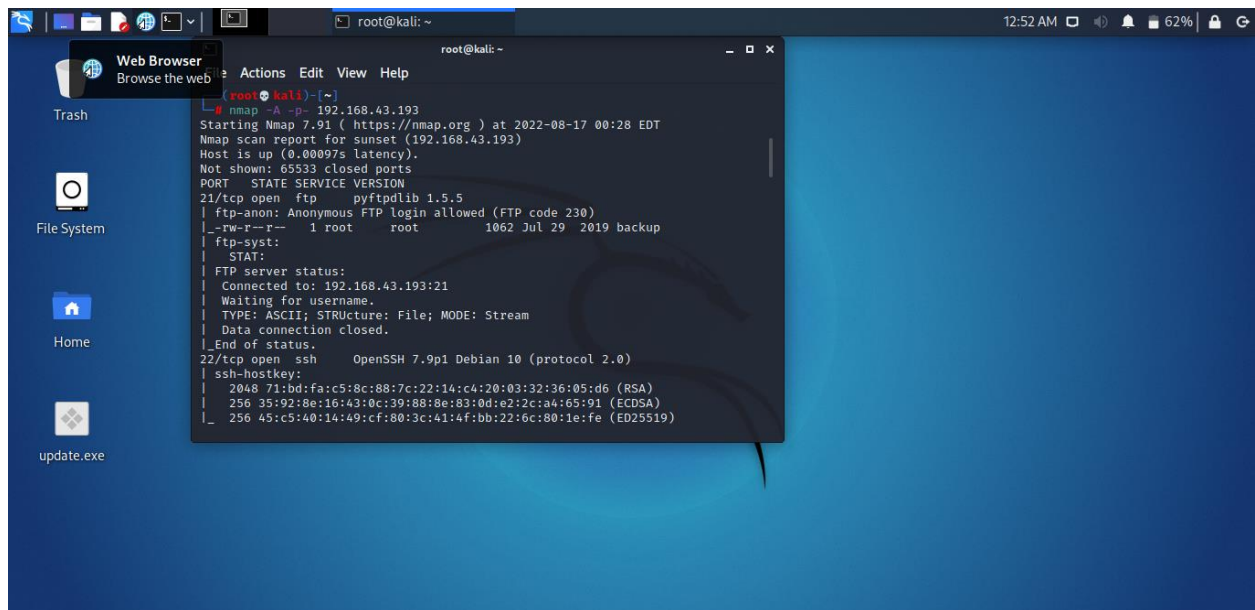 root@kali: ~
12:52 AM
62%
Web Browser
Browse the web
root@kali: ~
File Actions Edit View Help
(root💀kali)-[~]
# nmap -A -p- 192.168.43.193
Starting Nmap 7.91 ( https://nmap.org ) at 2022-08-17 00:28 EDT
Nmap scan report for sunset (192.168.43.193)
Host is up (0.00097s latency).
Not shown: 65533 closed ports
PORT   STATE SERVICE VERSION
21/tcp open  ftp     pyftpdlib 1.5.5
| ftp-anon: Anonymous FTP login allowed (FTP code 230)
|_-rw-r--r--   1 root     root         1062 Jul 29  2019 backup
| ftp-syst:
|   STAT:
| FTP server status:
|  Connected to: 192.168.43.193:21
|  Waiting for username.
|  TYPE: ASCII; STRUcture: File; MODE: Stream
|  Data connection closed.
|_End of status.
22/tcp open  ssh     OpenSSH 7.9p1 Debian 10 (protocol 2.0)
| ssh-hostkey:
|   2048 71:bd:fa:c5:8c:88:7c:22:14:c4:20:03:32:36:05:d6 (RSA)
|   256 35:92:8e:16:43:0c:39:88:8e:83:0d:e2:2c:a4:65:91 (ECDSA)
|_  256 45:c5:40:14:49:cf:80:3c:41:4f:bb:22:6c:80:1e:fe (ED25519)
Trash
File System
Home
update.exe